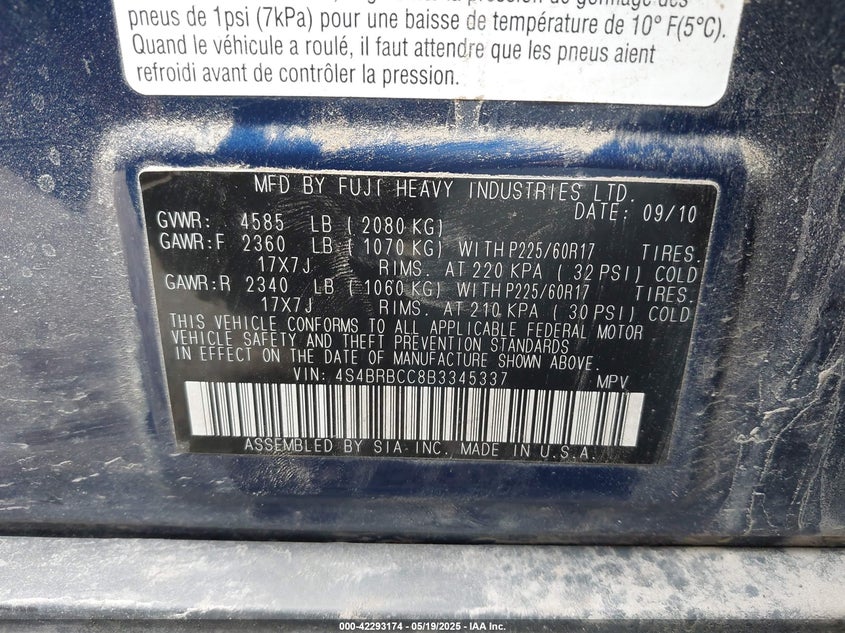 pneus de 1psi (7kPa) pour une baisse de température de 10° F(5°C).
Quand le véhicule a roulé, il faut attendre que les pneus aient
refroidi avant de contrôler la pression.
MFD BY FUJI HEAVY INDUSTRIES LTD.
DATE: 09/10
GVWR: 4585 LB ( 2080 KG)
GAWR:F 2360 LB ( 1070 KG) WITHP225/60R17 TIRES.
17X7J RIMS. AT 220 KPA ( 32 PSI) COLD
GAWR:R 2340 LB ( 1060 KG) WITHP225/60R17 TIRES.
17X7J RIMS. AT 210 KPA ( 30 PSI) COLD
THIS VEHICLE CONFORMS TO ALL APPLICABLE FEDERAL MOTOR
VEHICLE SAFETY AND THEFT PREVENTION STANDARDS
IN EFFECT ON THE DATE OF MANUFACTURE SHOWN ABOVE.
VIN: 4S4BRBCC8B3345337 MPV
ASSEMBLED BY SIA INC. MADE IN U.S.A.
000-42293174 - 05/19/2025 - IAA Inc.